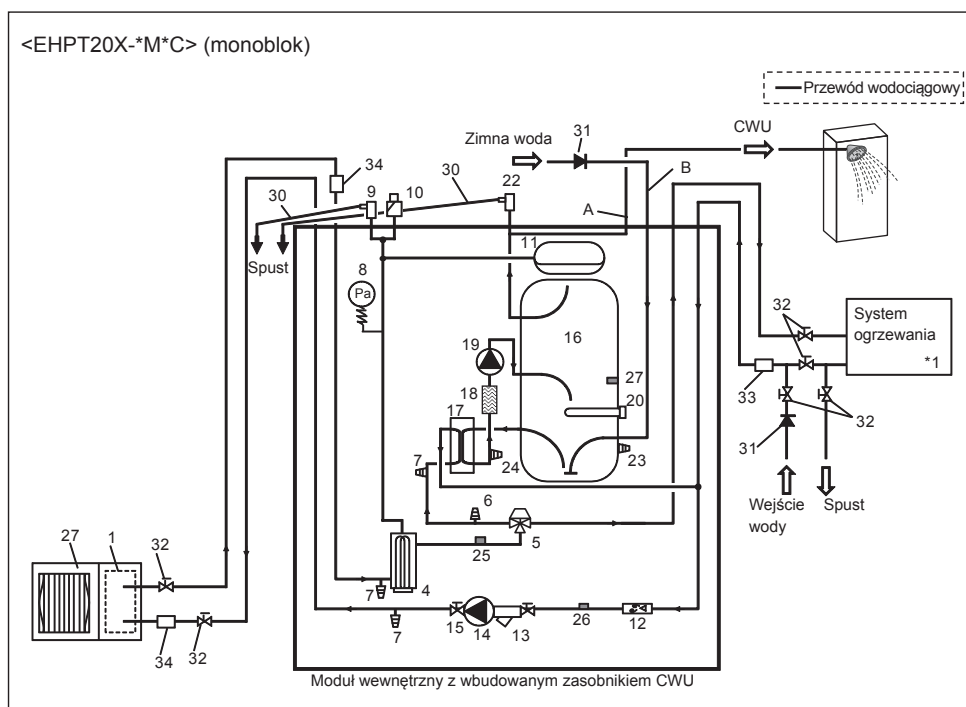 <EHPT20X-*M*C> (monoblok)
Przewód wodociągowy
Zimna woda
31
CWU
34
30
9
10
30
22
B
A
Spust
11
8
Pa
16
32
System
ogrzewania
*1
19
27
33
18
20
17
32
31
7
24
23
6
Wejście
wody
Spust
5
25
27
1
32
7
4
34
32
7
15
14
13
26
12
Moduł wewnętrzny z wbudowanym zasobnikiem CWU